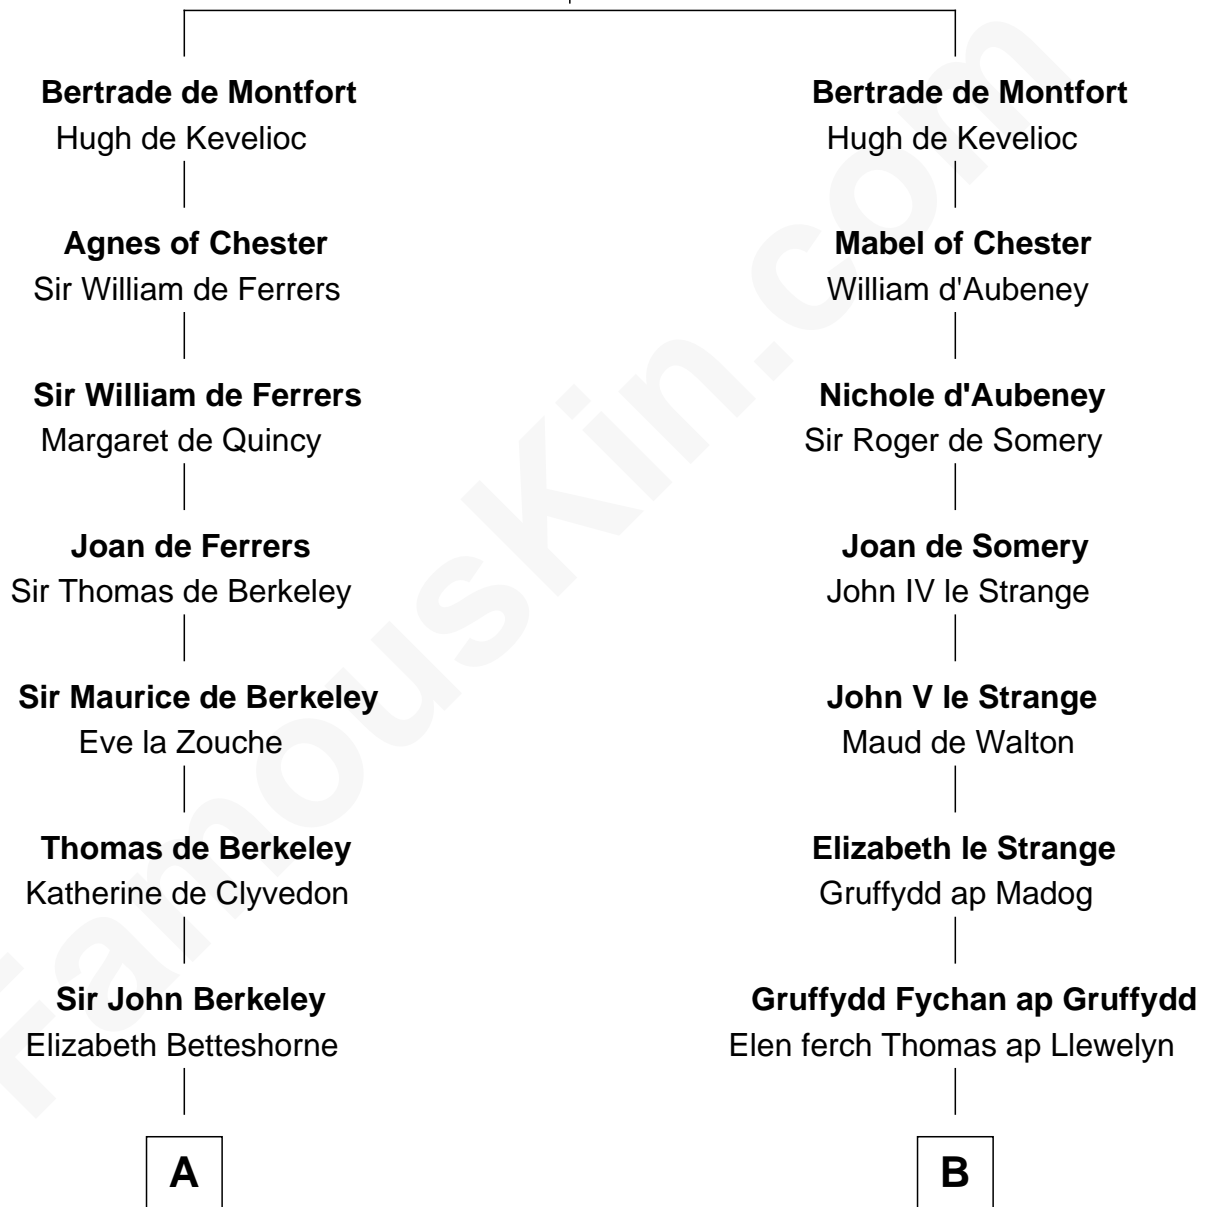 Bertrade de Montfort
Hugh de Kevelioc
Agnes of Chester
Sir William de Ferrers
Sir William de Ferrers
Margaret de Quincy
Joan de Ferrers
Sir Thomas de Berkeley
Sir Maurice de Berkeley
Eve la Zouche
Thomas de Berkeley
Katherine de Clyvedon
Sir John Berkeley
Elizabeth Betteshorne
A
Bertrade de Montfort
Hugh de Kevelioc
Mabel of Chester
William d'Aubeney
Nichole d'Aubeney
Sir Roger de Somery
Joan de Somery
John IV le Strange
John V le Strange
Maud de Walton
Elizabeth le Strange
Gruffydd ap Madog
Gruffydd Fychan ap Gruffydd
Elen ferch Thomas ap Llewelyn
B
FamousKin.com